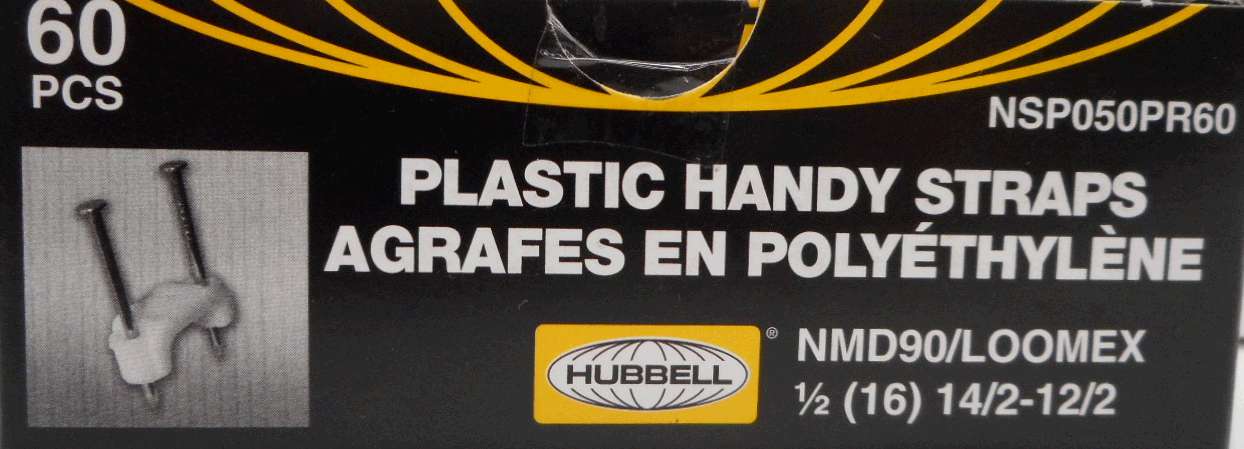 60
PCS
NSP050PR60
PLASTIC HANDY STRAPS
AGRAFES EN POLYÉTHYLÈNE
HUBBELL ®
NMD90/LOOMEX
½ (16) 14/2-12/2